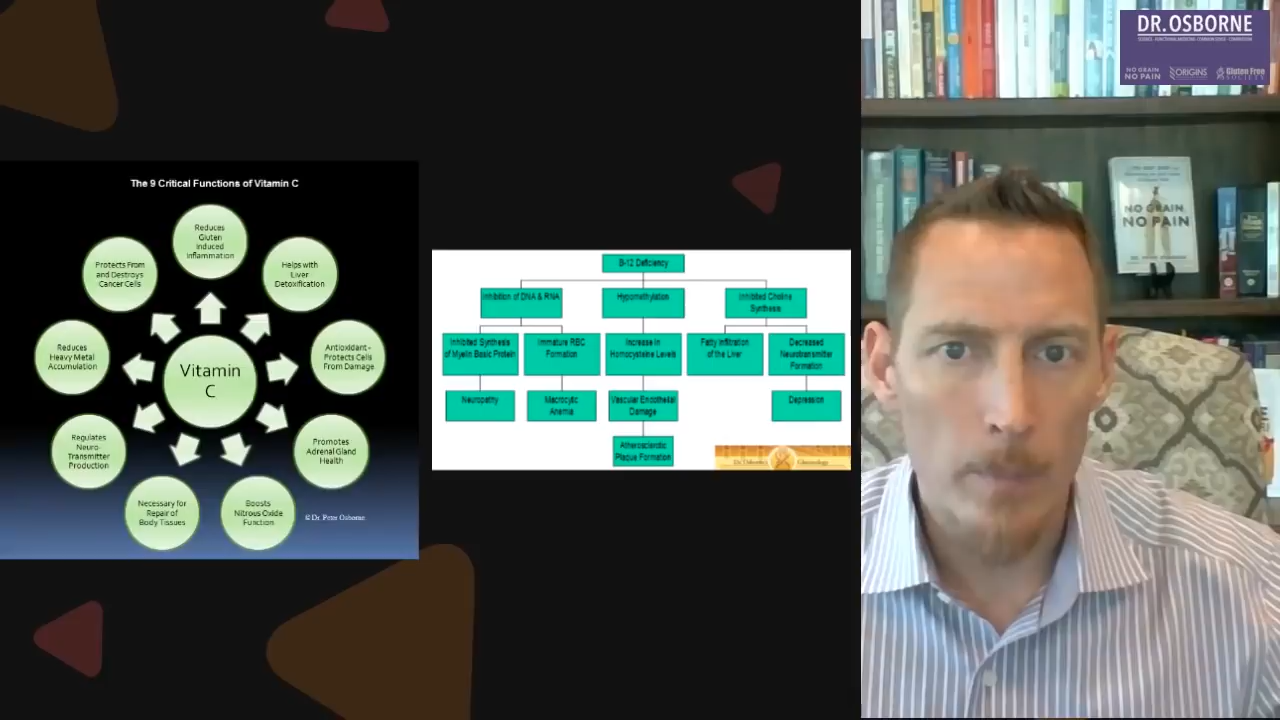 The 9 Critical Functions of Vitamin C
Reduces
Gluten
Induced
Inflammation
Helps with
Liver
Detoxification
Antioxidant -
Protects Cells
From Damage
Promotes
Adrenal Gland
Health
Boosts
Nitrous Oxide
Function
Necessary for
Repair of
Body Tissues
Regulates
Neuro-
Transmitter
Production
Reduces
Heavy Metal
Accumulation
Protects From
and Destroys
Cancer Cells
Vitamin
C
© Dr. Peter Osborne
B-12 Deficiency
Inhibition of DNA & RNA
Hypomethylation
Inhibited Choline
Synthesis
Inhibited Synthesis
of Myelin Basic Protein
Immature RBC
Formation
Increase in
Homocysteine Levels
Fatty Infiltration
of the Liver
Decreased
Neurotransmitter
Formation
Neuropathy
Macrocytic
Anemia
Vascular Endothelial
Damage
Depression
Atherosclerotic
Plaque Formation
DR. OSBORNE
NO GRAIN
NO PAIN
ORIGINS
Gluten Free
SOCIETY
NO GRAIN
NO PAIN